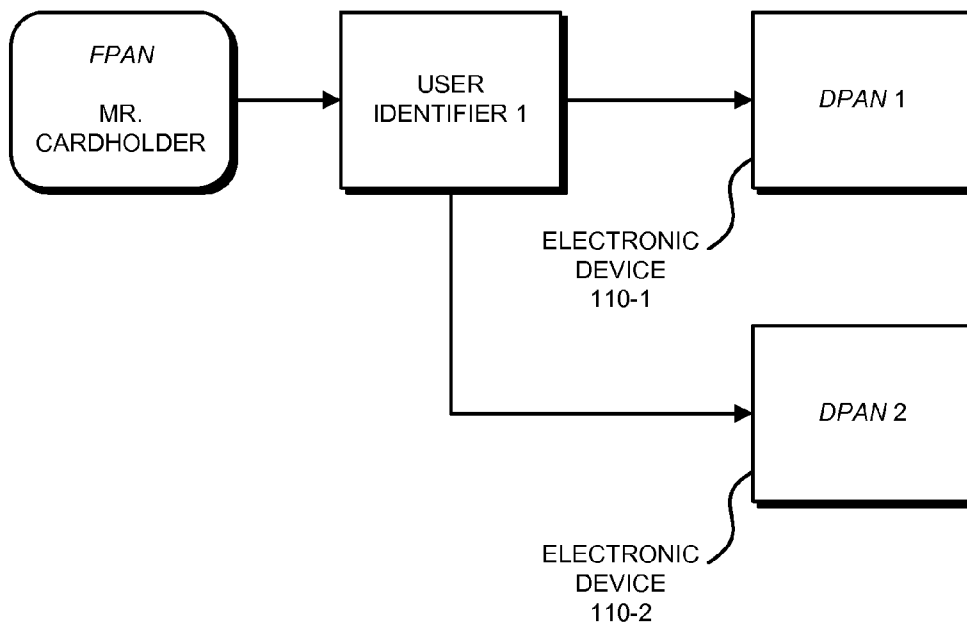 FPAN
MR.
CARDHOLDER
USER
IDENTIFIER 1
DPAN 1
ELECTRONIC
DEVICE
110-1
DPAN 2
ELECTRONIC
DEVICE
110-2